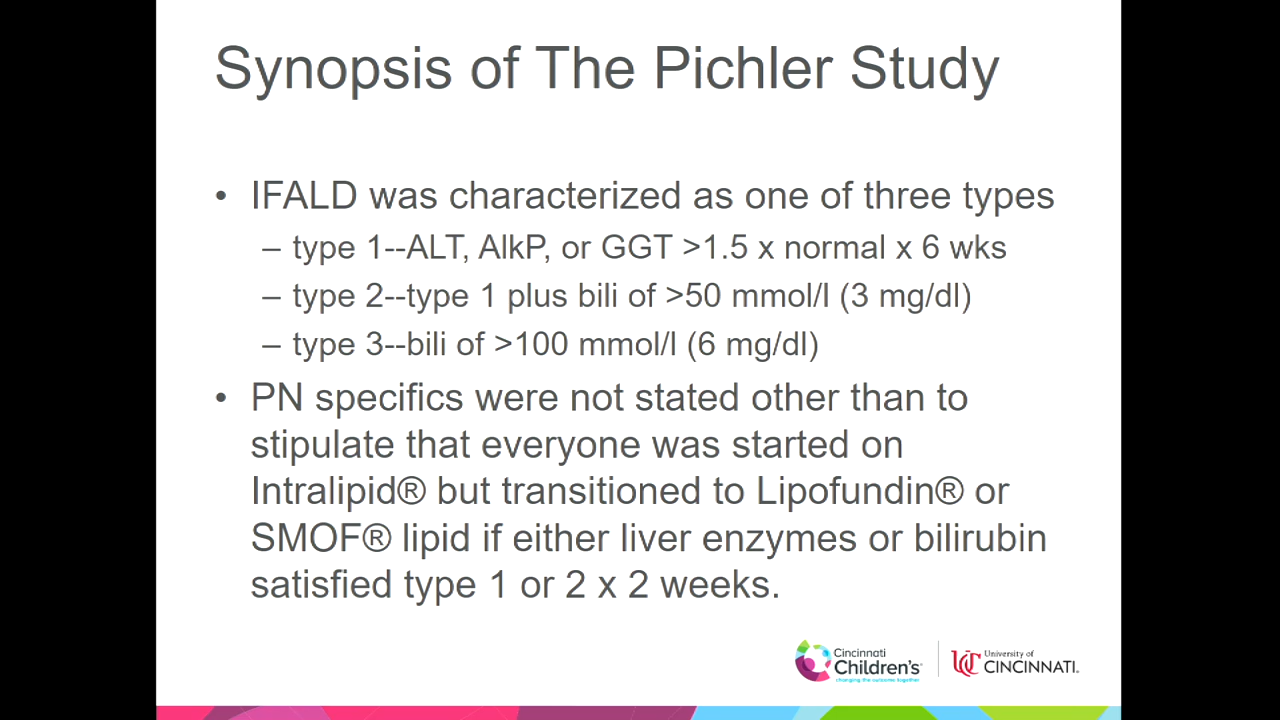 Synopsis of The Pichler Study
• IFALD was characterized as one of three types
– type 1--ALT, AlkP, or GGT >1.5 x normal x 6 wks
– type 2--type 1 plus bili of >50 mmol/l (3 mg/dl)
– type 3--bili of >100 mmol/l (6 mg/dl)
• PN specifics were not stated other than to
stipulate that everyone was started on
Intralipid® but transitioned to Lipofundin® or
SMOF® lipid if either liver enzymes or bilirubin
satisfied type 1 or 2 x 2 weeks.
Cincinnati
Children's
changing the outcome together
UC
University of
CINCINNATI